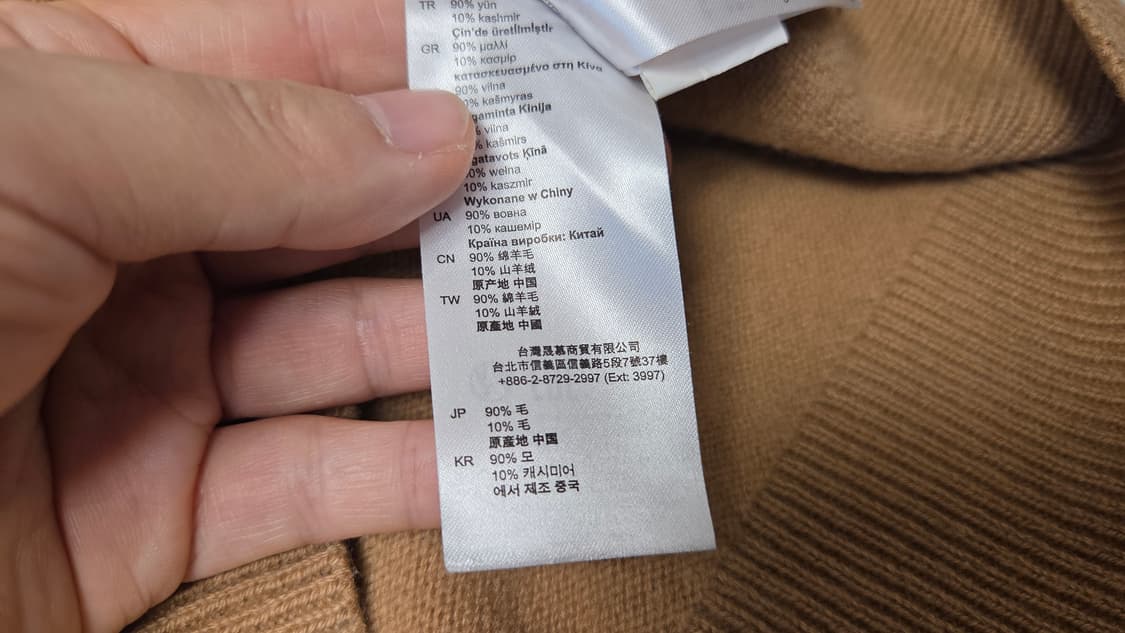 TR 90% yün
10% kashmir
Çin'de üretilmiştir
GR 90% μαλλί
10% κασμίρ
κατασκευασμένο στη Κίνα
90% vilna
% kašmyras
gaminta Kinija
% vilna
% kašmirs
gatavots Ķīnā
0% wełna
10% kaszmir
Wykonane w Chiny
UA 90% вовна
10% кашемір
Країна виробки: Китай
CN 90% 绵羊毛
10% 山羊绒
原产地 中国
TW 90% 綿羊毛
10% 山羊絨
原產地 中國
台灣晟慕商貿有限公司
台北市信義區信義路5段7號37樓
+886-2-8729-2997 (Ext: 3997)
JP 90% 毛
10% 毛
原産地 中国
KR 90% 모
10% 캐시미어
에서 제조 중국